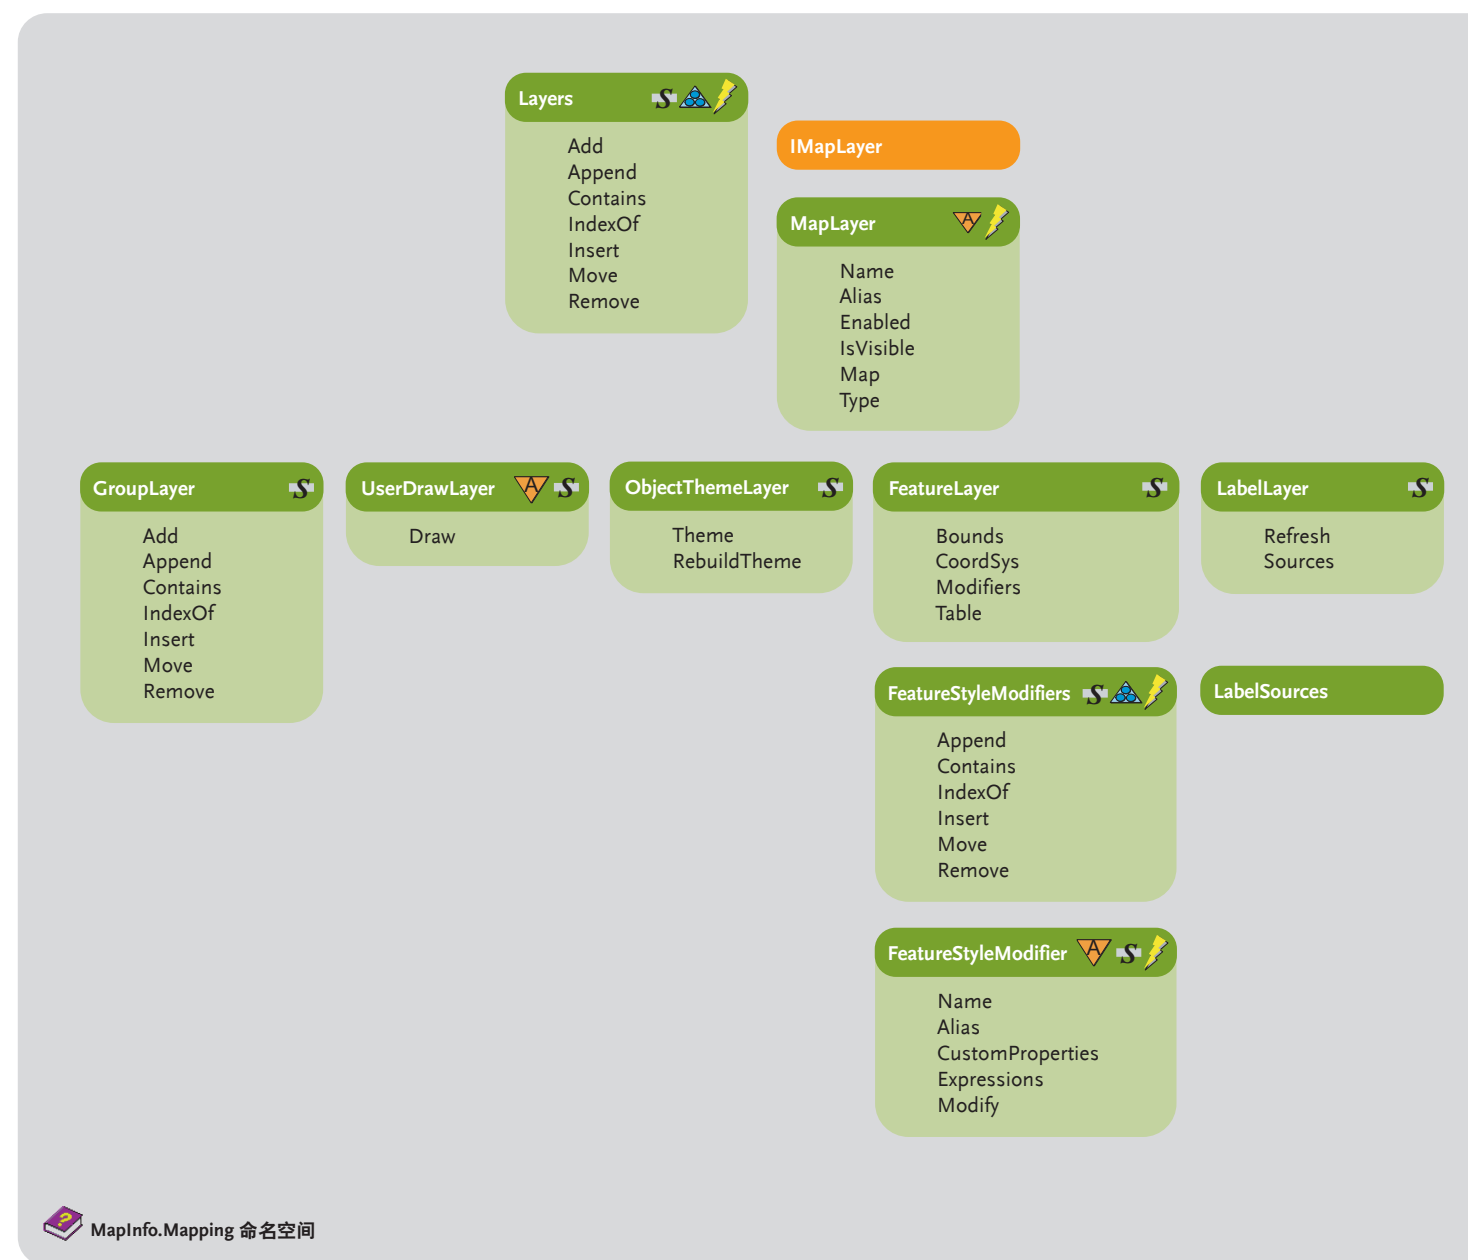 Layers
Add
Append
Contains
IndexOf
Insert
Move
Remove
IMapLayer
MapLayer
Name
Alias
Enabled
IsVisible
Map
Type
GroupLayer
Add
Append
Contains
IndexOf
Insert
Move
Remove
UserDrawLayer
Draw
ObjectThemeLayer
Theme
RebuildTheme
FeatureLayer
Bounds
CoordSys
Modifiers
Table
LabelLayer
Refresh
Sources
FeatureStyleModifiers
Append
Contains
IndexOf
Insert
Move
Remove
LabelSources
FeatureStyleModifier
Name
Alias
CustomProperties
Expressions
Modify
MapInfo.Mapping 命名空间